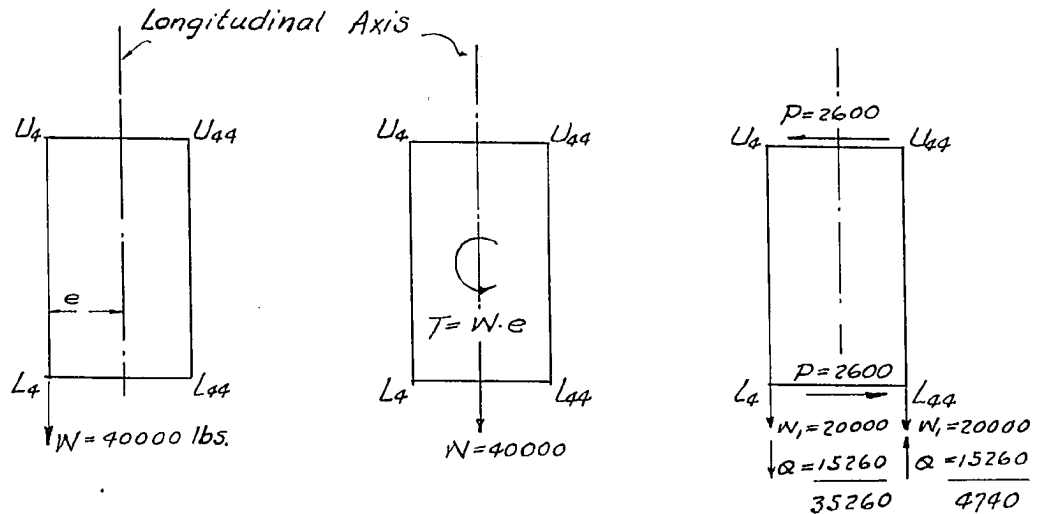 Longitudinal Axis
U4
U44
e
L4
L44
W = 40000 lbs.
U4
U44
T = W·e
L4
L44
W = 40000
P = 2600
U4
U44
P = 2600
L4
L44
W1 = 20000
W1 = 20000
Q = 15260
Q = 15260
35260
4740